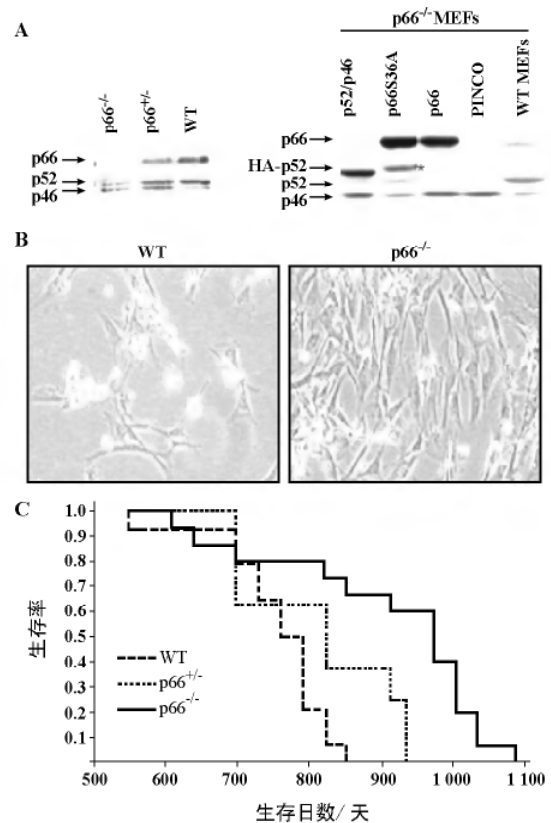 A
p66-/- MEFs
p66-/-
p66+/-
WT
p52/p46
p66S36A
p66
PINCO
WT MEFs
p66
p52
p46
p66
HA-p52
*
p52
p46
B
WT
p66-/-
C
生存率
1.0
0.9
0.8
0.7
0.6
0.5
0.4
0.3
0.2
0.1
WT
p66+/-
p66-/-
500
600
700
800
900
1 000
1 100
生存日数/ 天